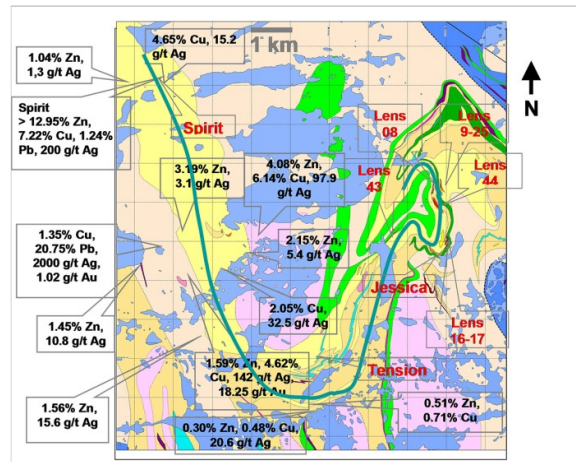 4.65% Cu, 15.2
g/t Ag
1 km
1.04% Zn,
1,3 g/t Ag
N
Spirit
> 12.95% Zn,
7.22% Cu, 1.24%
Pb, 200 g/t Ag
Spirit
Lens
08
Lens
9-25
3.19% Zn,
3.1 g/t Ag
4.08% Zn,
6.14% Cu, 97.9
g/t Ag
Lens
43
Lens
44
1.35% Cu,
20.75% Pb,
2000 g/t Ag,
1.02 g/t Au
2.15% Zn,
5.4 g/t Ag
Jessica
2.05% Cu,
32.5 g/t Ag
1.45% Zn,
10.8 g/t Ag
Lens
16-17
1.59% Zn, 4.62%
Cu, 142 g/t Ag,
18.25 g/t Au
Tension
1.56% Zn,
15.6 g/t Ag
0.51% Zn,
0.71% Cu
0.30% Zn, 0.48% Cu,
20.6 g/t Ag